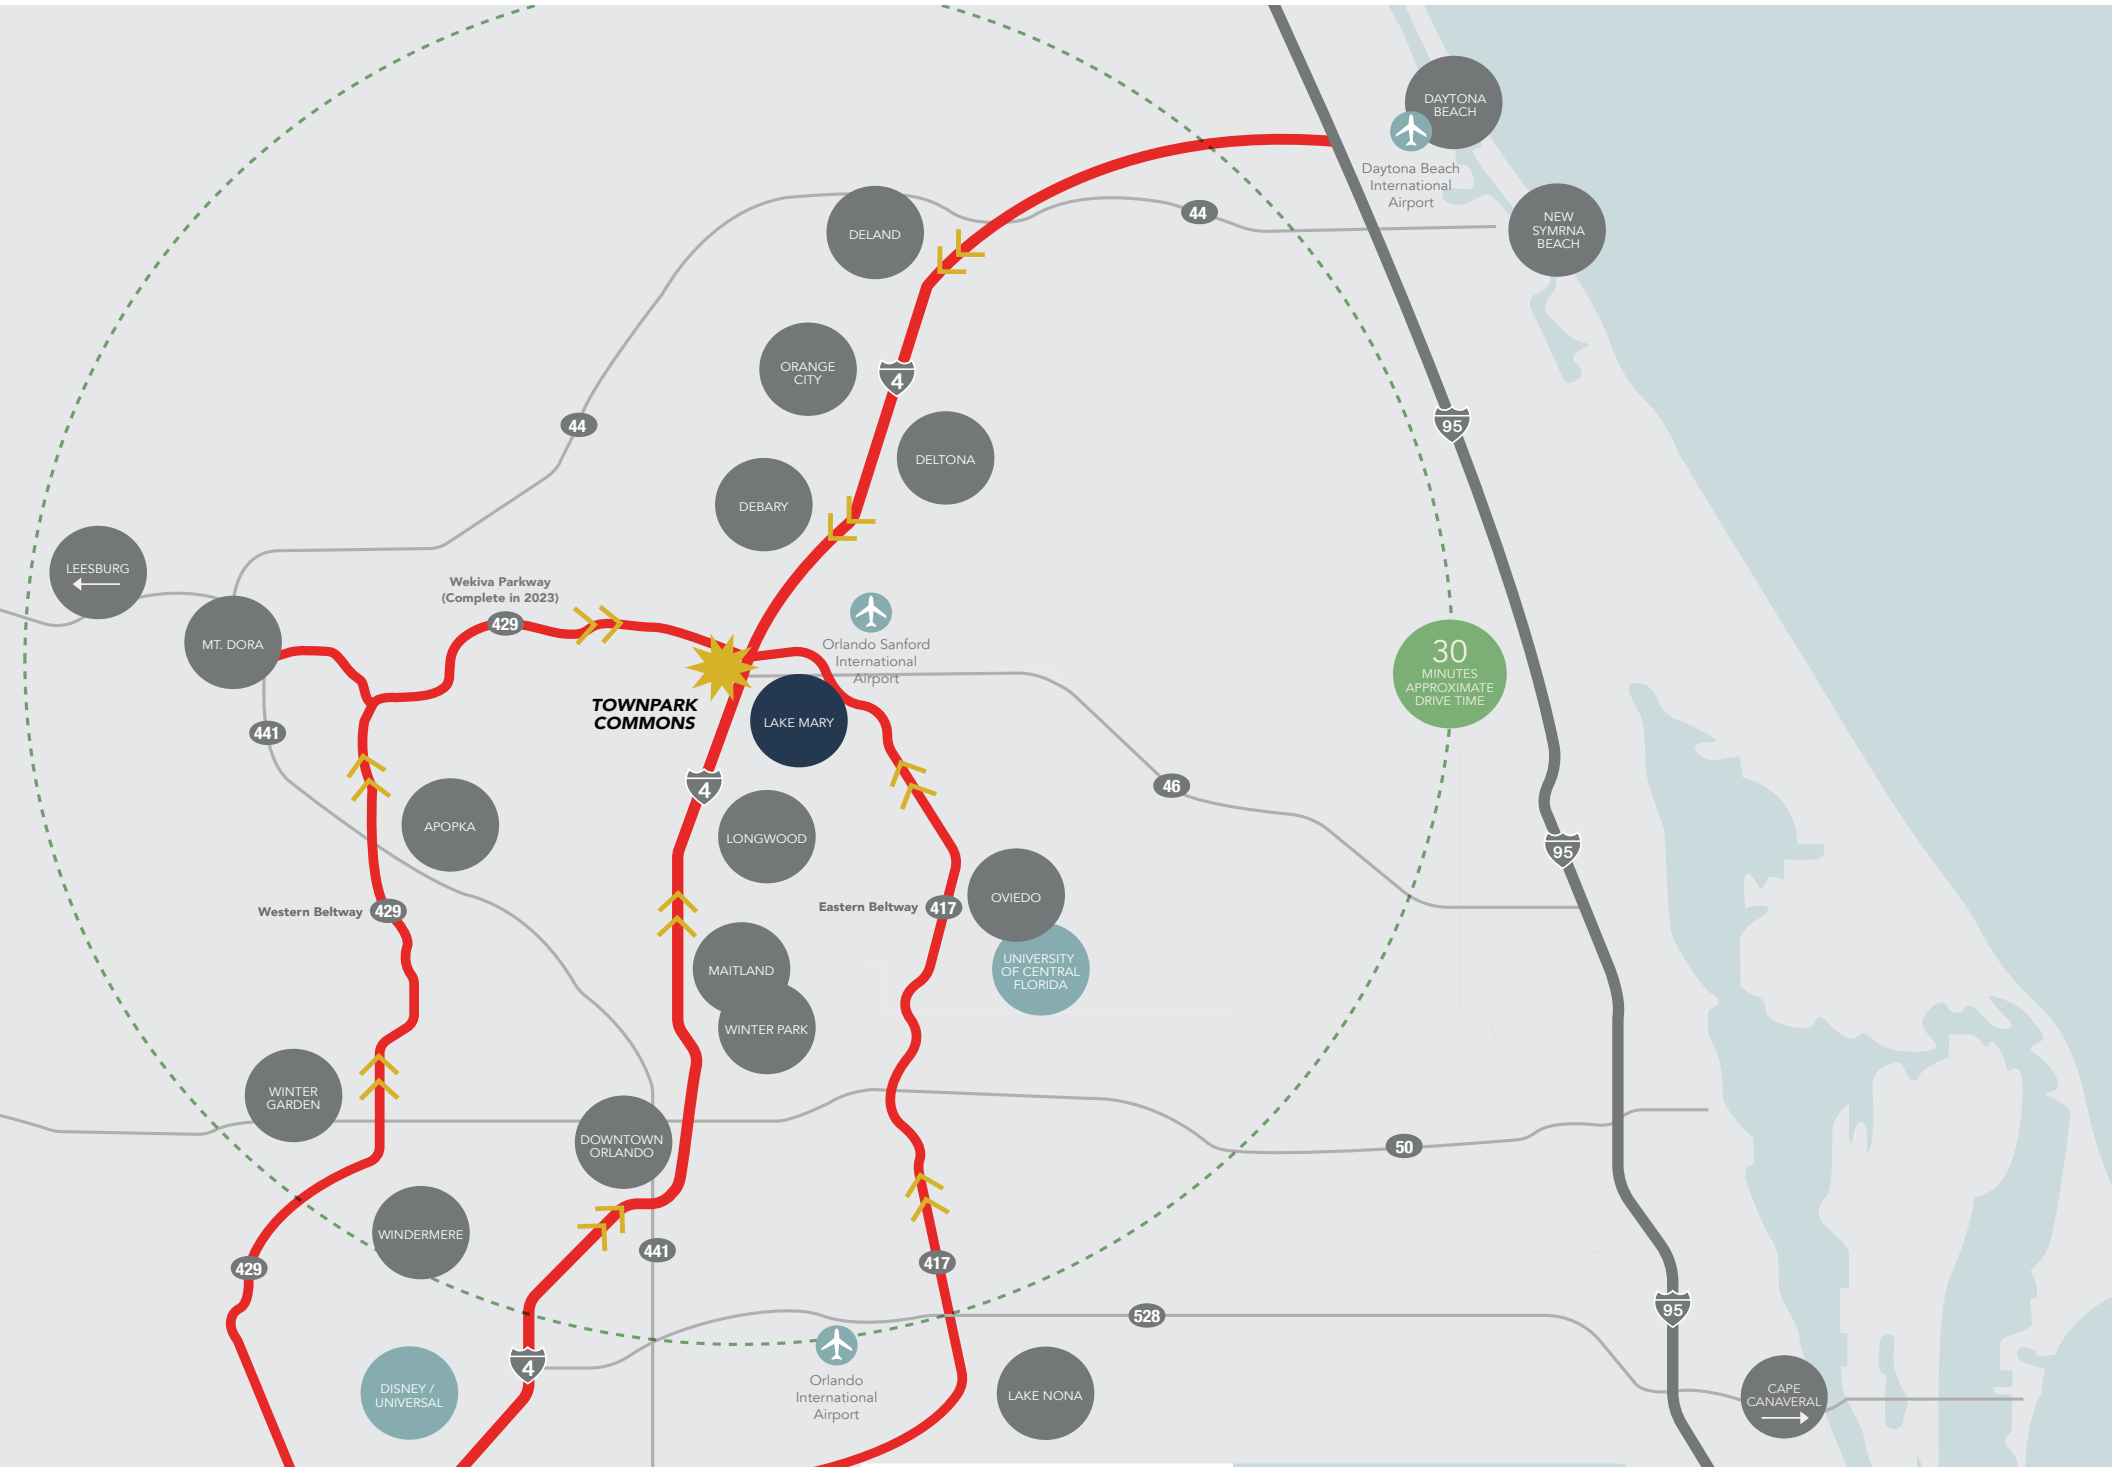 DAYTONA
BEACH
Daytona Beach
International
Airport
44
NEW
SYMRNA
BEACH
DELAND
ORANGE
CITY
4
44
95
DELTONA
DEBARY
LEESBURG
Wekiva Parkway
(Complete in 2023)
429
MT. DORA
Orlando Sanford
International
Airport
30
MINUTES
APPROXIMATE
DRIVE TIME
TOWNPARK
COMMONS
LAKE MARY
441
4
46
APOPKA
LONGWOOD
95
Western Beltway
429
Eastern Beltway
417
OVIEDO
MAITLAND
UNIVERSITY
OF CENTRAL
FLORIDA
WINTER PARK
WINTER
GARDEN
DOWNTOWN
ORLANDO
50
WINDERMERE
441
429
417
528
95
4
DISNEY /
UNIVERSAL
Orlando
International
Airport
LAKE NONA
CAPE
CANAVERAL